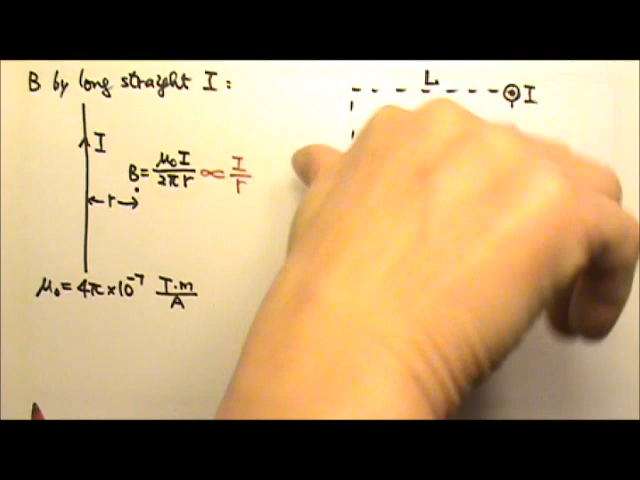 B by long straight I :
L
I
I
B = μ₀I / 2πr ∝ I / r
r
μ₀ = 4π × 10⁻⁷ T·m / A